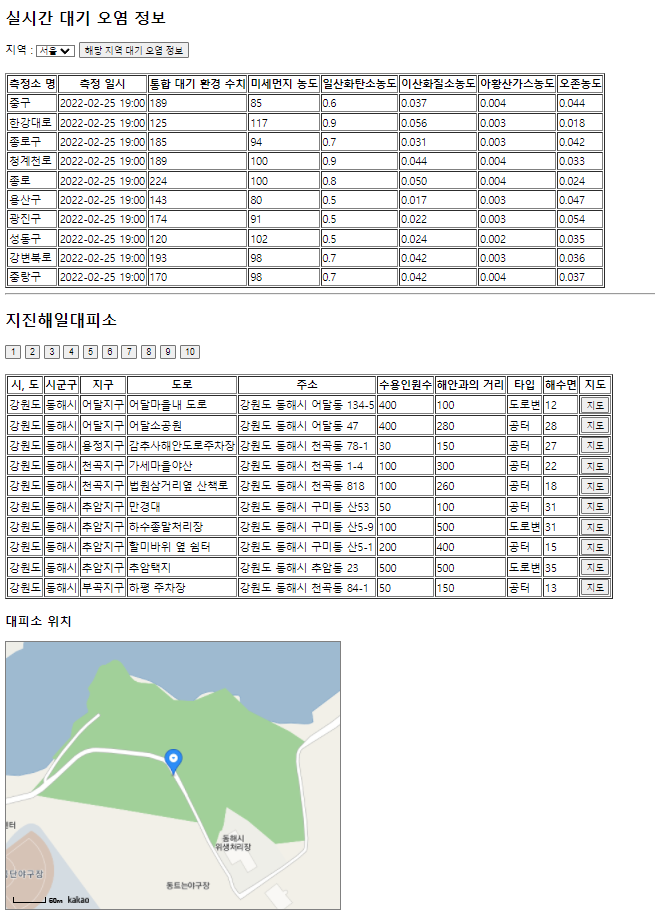 실시간 대기 오염 정보
지역 : 서울 해당 지역 대기 오염 정보
측정소 명 측정 일시 통합 대기 환경 수치 미세먼지 농도 일산화탄소농도 이산화질소농도 아황산가스농도 오존농도
중구 2022-02-25 19:00 189 85 0.6 0.037 0.004 0.044
한강대로 2022-02-25 19:00 125 117 0.9 0.056 0.003 0.018
종로구 2022-02-25 19:00 185 94 0.7 0.031 0.003 0.042
청계천로 2022-02-25 19:00 189 100 0.9 0.044 0.004 0.033
종로 2022-02-25 19:00 224 100 0.8 0.050 0.004 0.024
용산구 2022-02-25 19:00 143 80 0.5 0.017 0.003 0.047
광진구 2022-02-25 19:00 174 91 0.5 0.022 0.003 0.054
성동구 2022-02-25 19:00 120 102 0.5 0.024 0.002 0.035
강변북로 2022-02-25 19:00 193 98 0.7 0.042 0.003 0.036
중랑구 2022-02-25 19:00 170 98 0.7 0.042 0.004 0.037
지진해일대피소
1 2 3 4 5 6 7 8 9 10
시, 도 시군구 지구 도로 주소 수용인원수 해안과의 거리 타입 해수면 지도
강원도 동해시 어달지구 어달마을내 도로 강원도 동해시 어달동 134-5 400 100 도로변 12 지도
강원도 동해시 어달지구 어달소공원 강원도 동해시 어달동 47 400 280 공터 28 지도
강원도 동해시 용정지구 감추사해안도로주차장 강원도 동해시 천곡동 78-1 30 150 공터 27 지도
강원도 동해시 천곡지구 가세마을야산 강원도 동해시 천곡동 1-4 100 300 공터 22 지도
강원도 동해시 천곡지구 법원삼거리옆 산책로 강원도 동해시 천곡동 818 100 260 공터 18 지도
강원도 동해시 추암지구 만경대 강원도 동해시 구미동 산53 50 100 공터 31 지도
강원도 동해시 추암지구 하수종말처리장 강원도 동해시 구미동 산5-9 100 500 도로변 31 지도
강원도 동해시 추암지구 할미바위 옆 쉼터 강원도 동해시 구미동 산5-1 200 400 공터 15 지도
강원도 동해시 추암지구 추암택지 강원도 동해시 추암동 23 500 500 도로변 35 지도
강원도 동해시 부곡지구 하평 주차장 강원도 동해시 천곡동 84-1 50 150 공터 13 지도
대피소 위치
센터
동해시
위생처리장
단야구장
동트는야구장
60m kakao